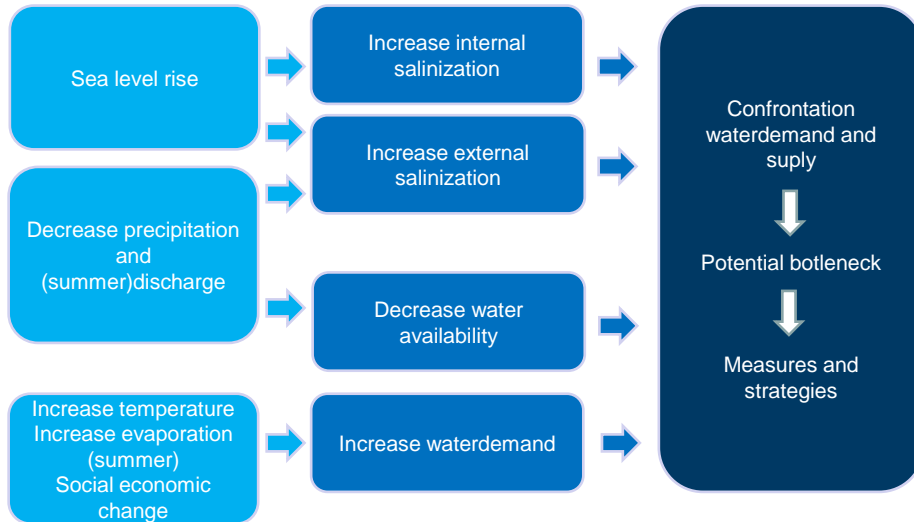 Sea level rise
Decrease precipitation
and
(summer)discharge
Increase temperature
Increase evaporation
(summer)
Social economic
change
Increase internal
salinization
Increase external
salinization
Decrease water
availability
Increase waterdemand
Confrontation
waterdemand and
suply
Potential botleneck
Measures and
strategies